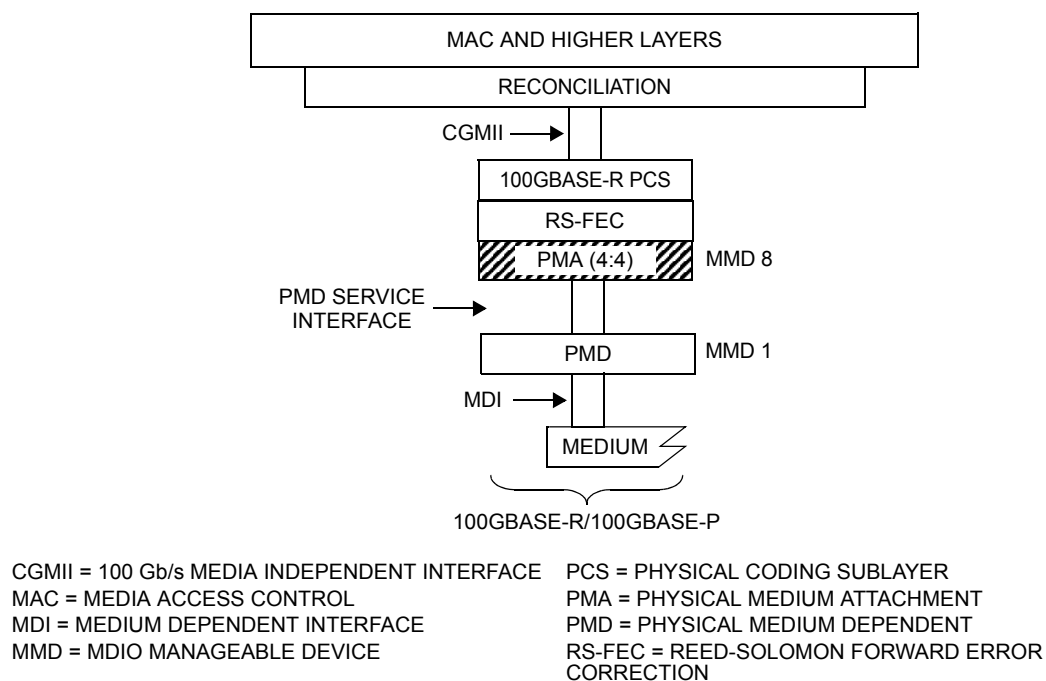 MAC AND HIGHER LAYERS
RECONCILIATION
CGMII
100GBASE-R PCS
RS-FEC
PMA (4:4)
MMD 8
PMD SERVICE
INTERFACE
PMD
MMD 1
MDI
MEDIUM
100GBASE-R/100GBASE-P
CGMII = 100 Gb/s MEDIA INDEPENDENT INTERFACE
MAC = MEDIA ACCESS CONTROL
MDI = MEDIUM DEPENDENT INTERFACE
MMD = MDIO MANAGEABLE DEVICE
PCS = PHYSICAL CODING SUBLAYER
PMA = PHYSICAL MEDIUM ATTACHMENT
PMD = PHYSICAL MEDIUM DEPENDENT
RS-FEC = REED-SOLOMON FORWARD ERROR
CORRECTION